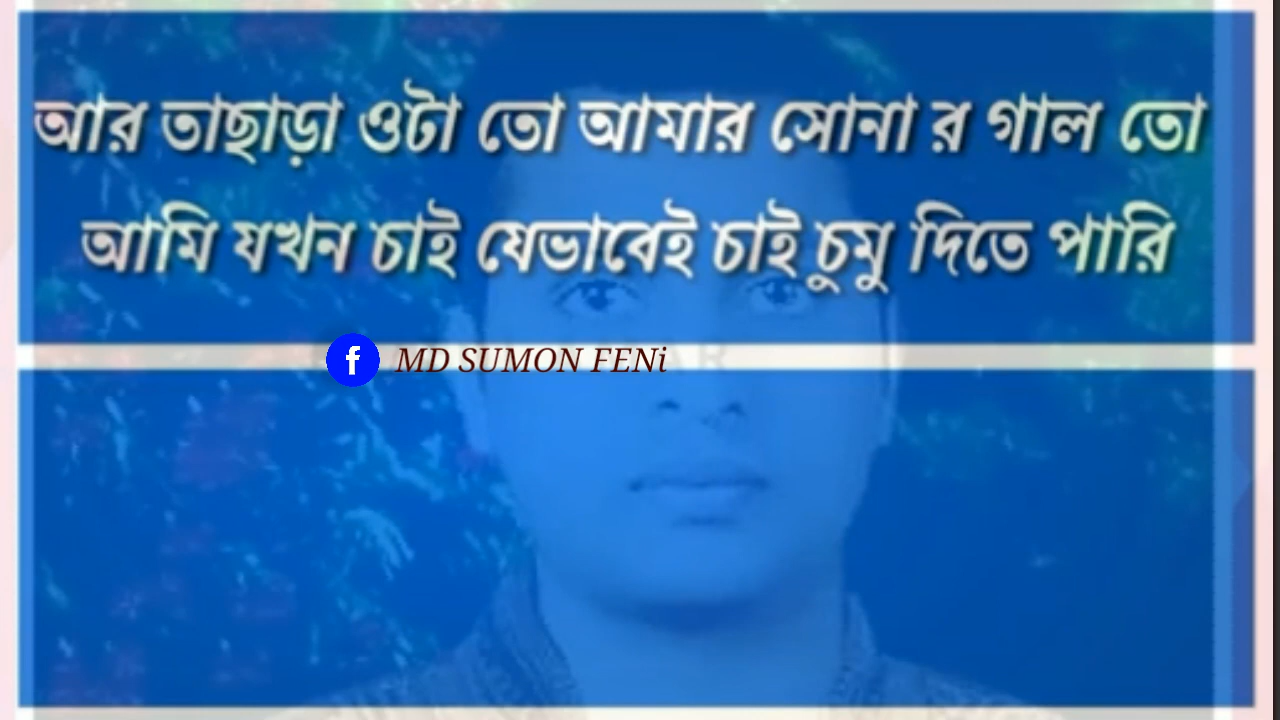 আর তাছাড়া ওটা তো আমার সোনা র গাল তো
আমি যখন চাই যেভাবেই চাই চুমু দিতে পারি
f MD SUMON FENi